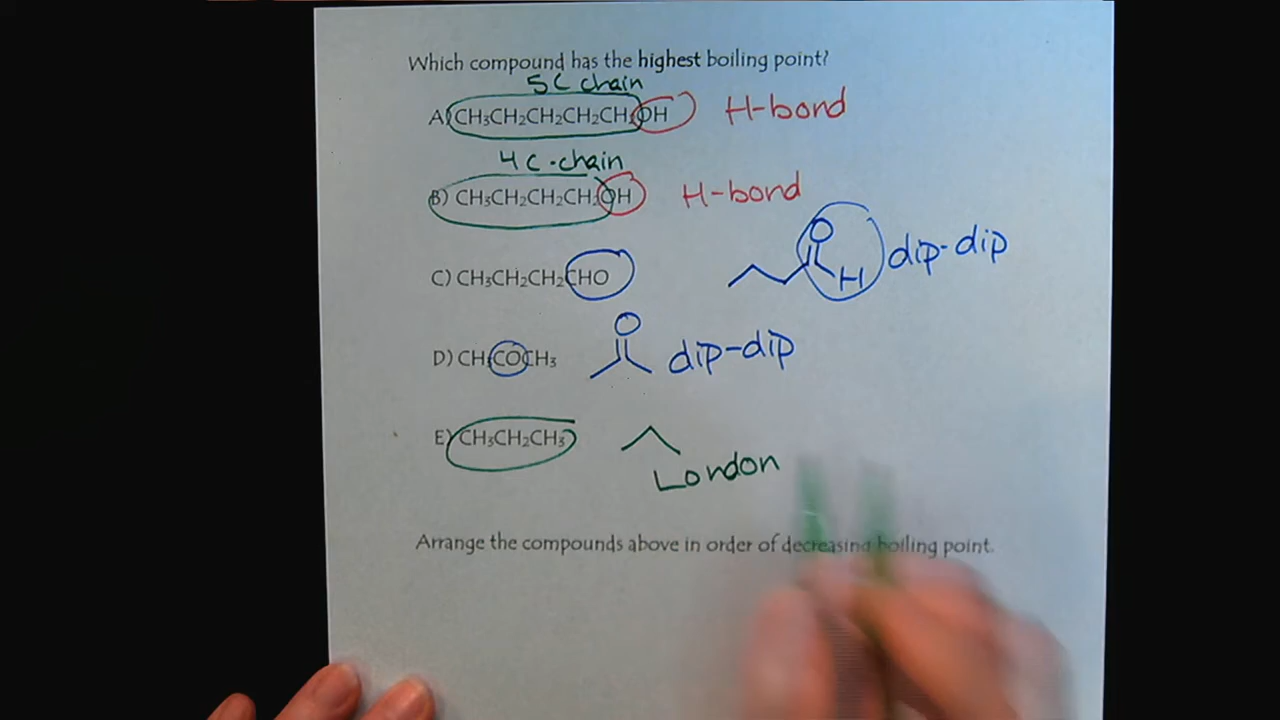 Which compound has the highest boiling point?
5C chain
A) CH₃CH₂CH₂CH₂CH₂OH H-bond
4C-chain
B) CH₃CH₂CH₂CH₂OH H-bond
C) CH₃CH₂CH₂CHO O H dip-dip
D) CH₃COCH₃ O dip-dip
E) CH₃CH₂CH₃
London
Arrange the compounds above in order of decreasing boiling point.